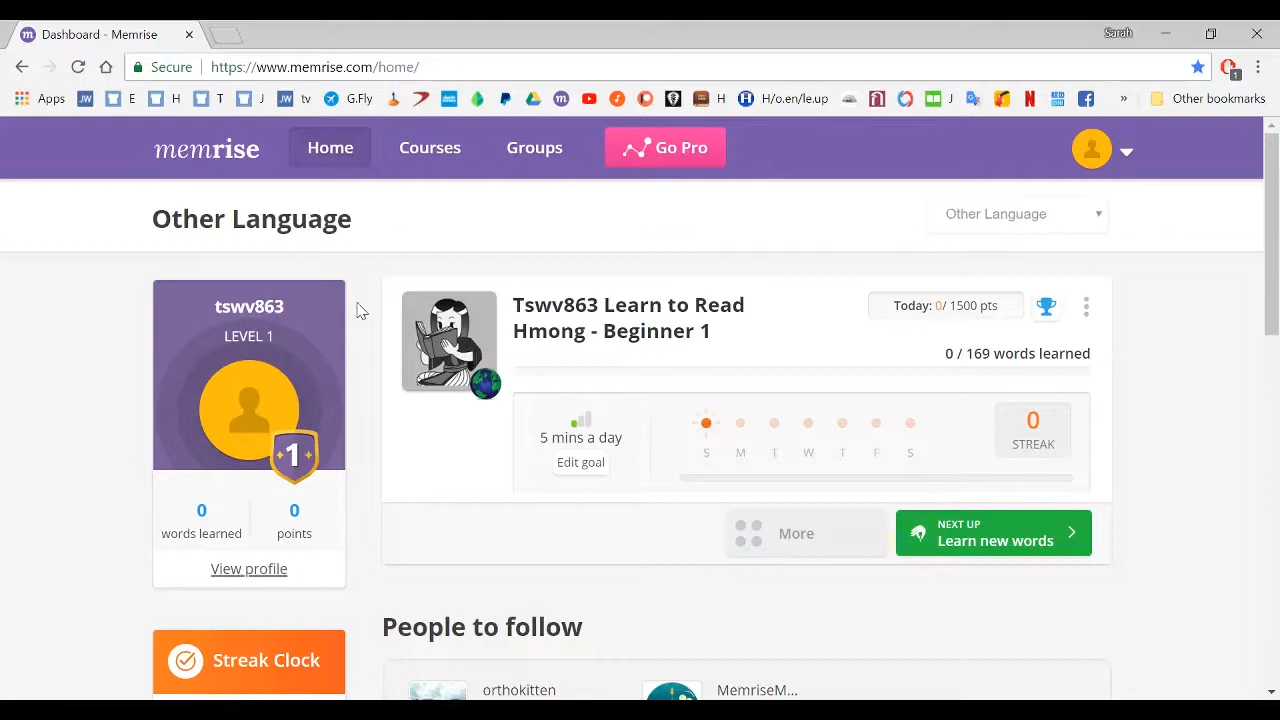 Dashboard - Memrise
Sarah
Secure
https://www.memrise.com/home/
1
Apps
E
H
T
J
tv
G.Fly
H
H/o.en/le.up
J
»
Other bookmarks
memrise
Home
Courses
Groups
Go Pro
Other Language
Other Language
tswv863
LEVEL 1
1
0
words learned
0
points
View profile
Streak Clock
Tswv863 Learn to Read
Hmong - Beginner 1
Today: 0/ 1500 pts
0 / 169 words learned
5 mins a day
Edit goal
S M T W T F S
0
STREAK
More
NEXT UP
Learn new words
People to follow
orthokitten
MemriseM...